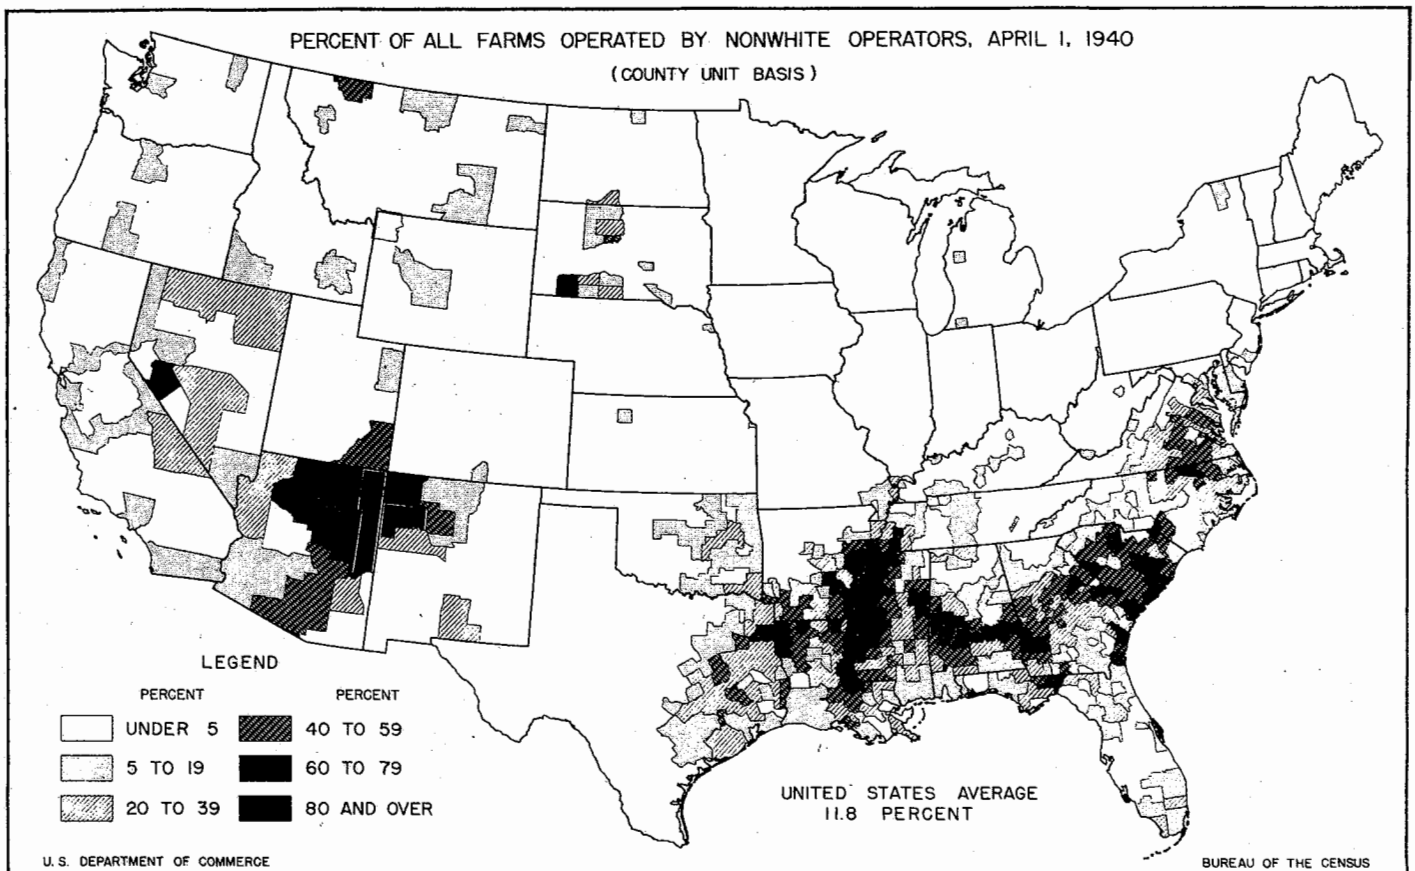 PERCENT OF ALL FARMS OPERATED BY NONWHITE OPERATORS, APRIL 1, 1940
(COUNTY UNIT BASIS)
LEGEND
PERCENT PERCENT
UNDER 5 40 TO 59
5 TO 19 60 TO 79
20 TO 39 80 AND OVER
UNITED STATES AVERAGE
11.8 PERCENT
U. S. DEPARTMENT OF COMMERCE BUREAU OF THE CENSUS